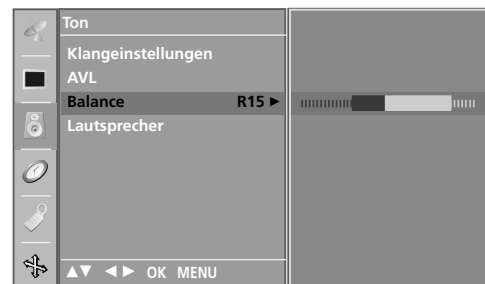 Ton
Klangeinstellungen
AVL
Balance R15 ►
Lautsprecher
▲▼ ◄► OK MENU